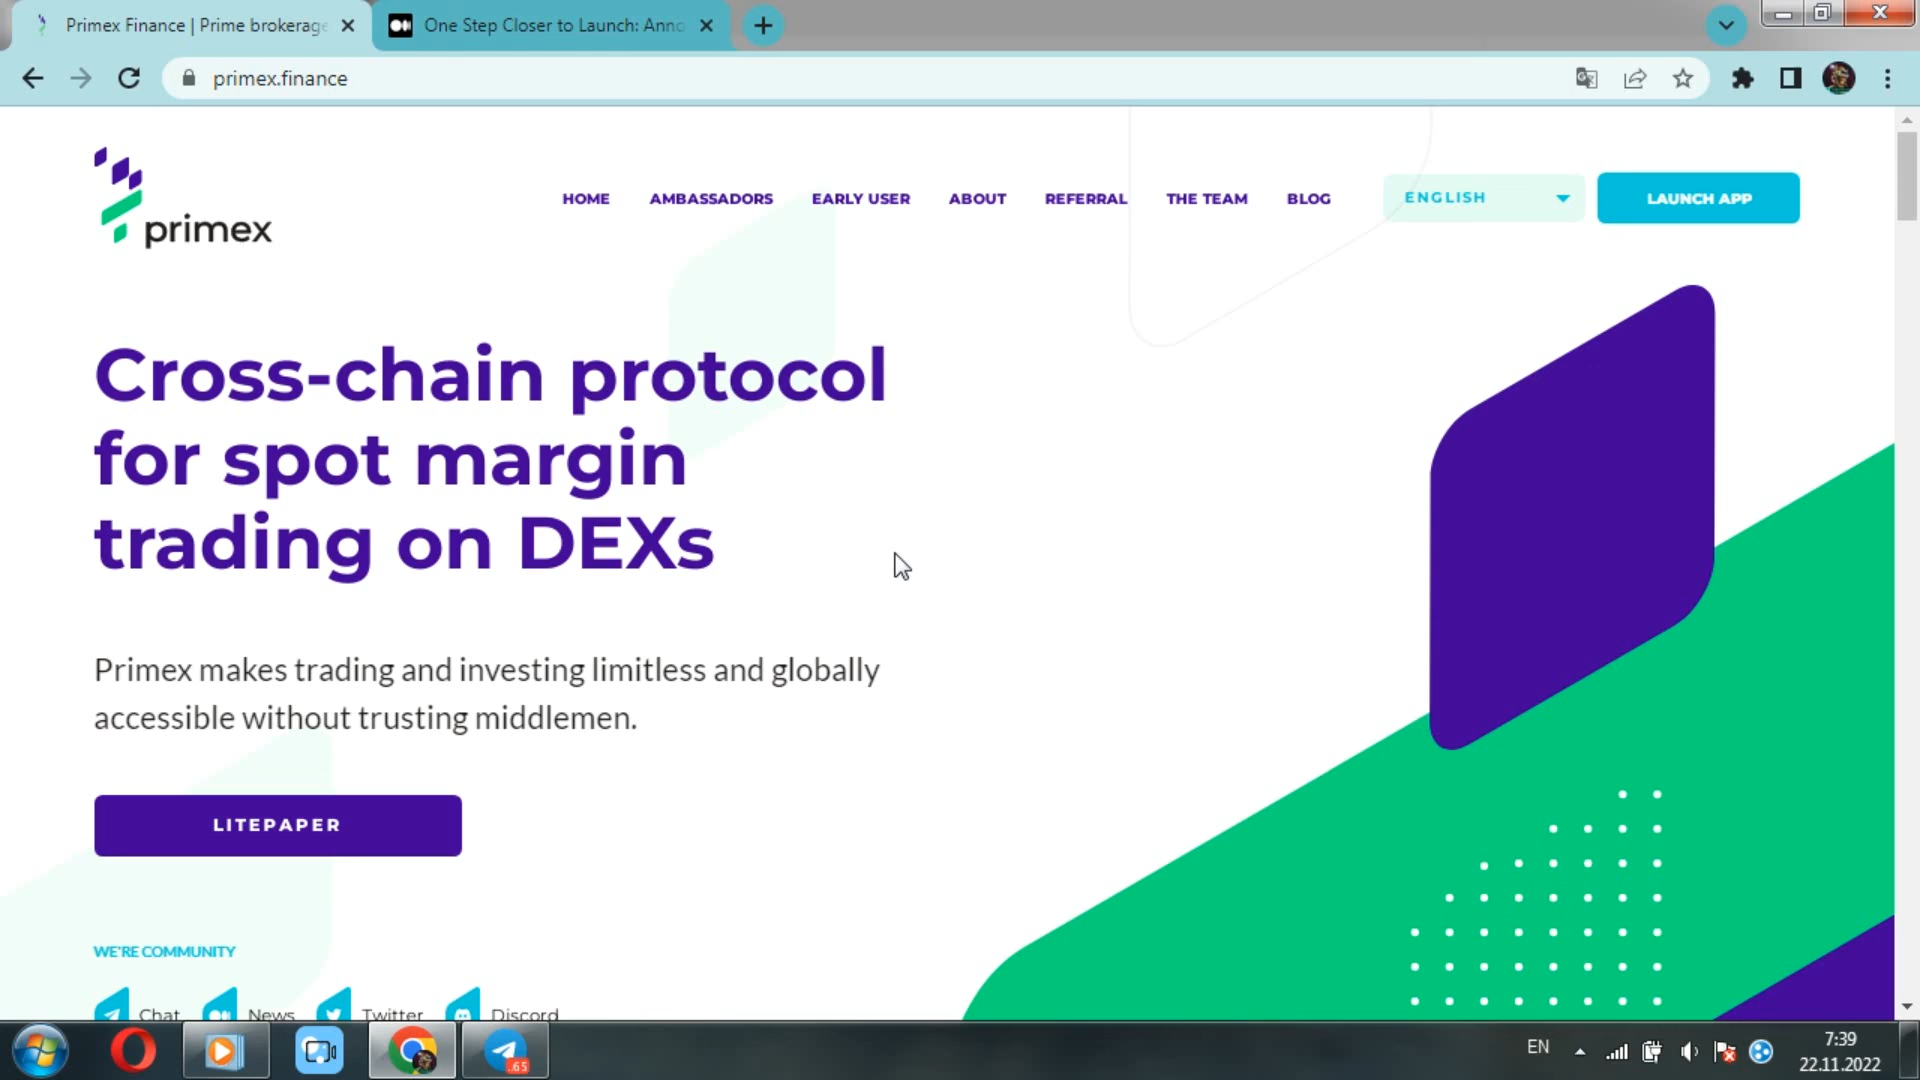 Primex Finance | Prime brokerage
One Step Closer to Launch: Anno
primex.finance
primex
HOME AMBASSADORS EARLY USER ABOUT REFERRAL THE TEAM BLOG ENGLISH LAUNCH APP
Cross-chain protocol
for spot margin
trading on DEXs
Primex makes trading and investing limitless and globally
accessible without trusting middlemen.
LITEPAPER
WE'RE COMMUNITY
Chat News Twitter Discord
.65
EN
7:39
22.11.2022